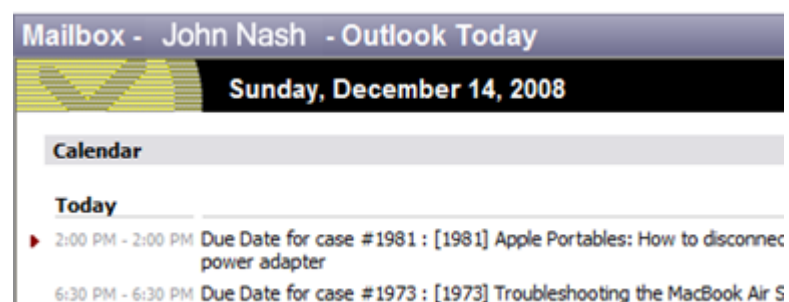 Mailbox - John Nash - Outlook Today
Sunday, December 14, 2008
Calendar
Today
2:00 PM - 2:00 PM Due Date for case #1981 : [1981] Apple Portables: How to disconnec
power adapter
6:30 PM - 6:30 PM Due Date for case #1973 : [1973] Troubleshooting the MacBook Air S